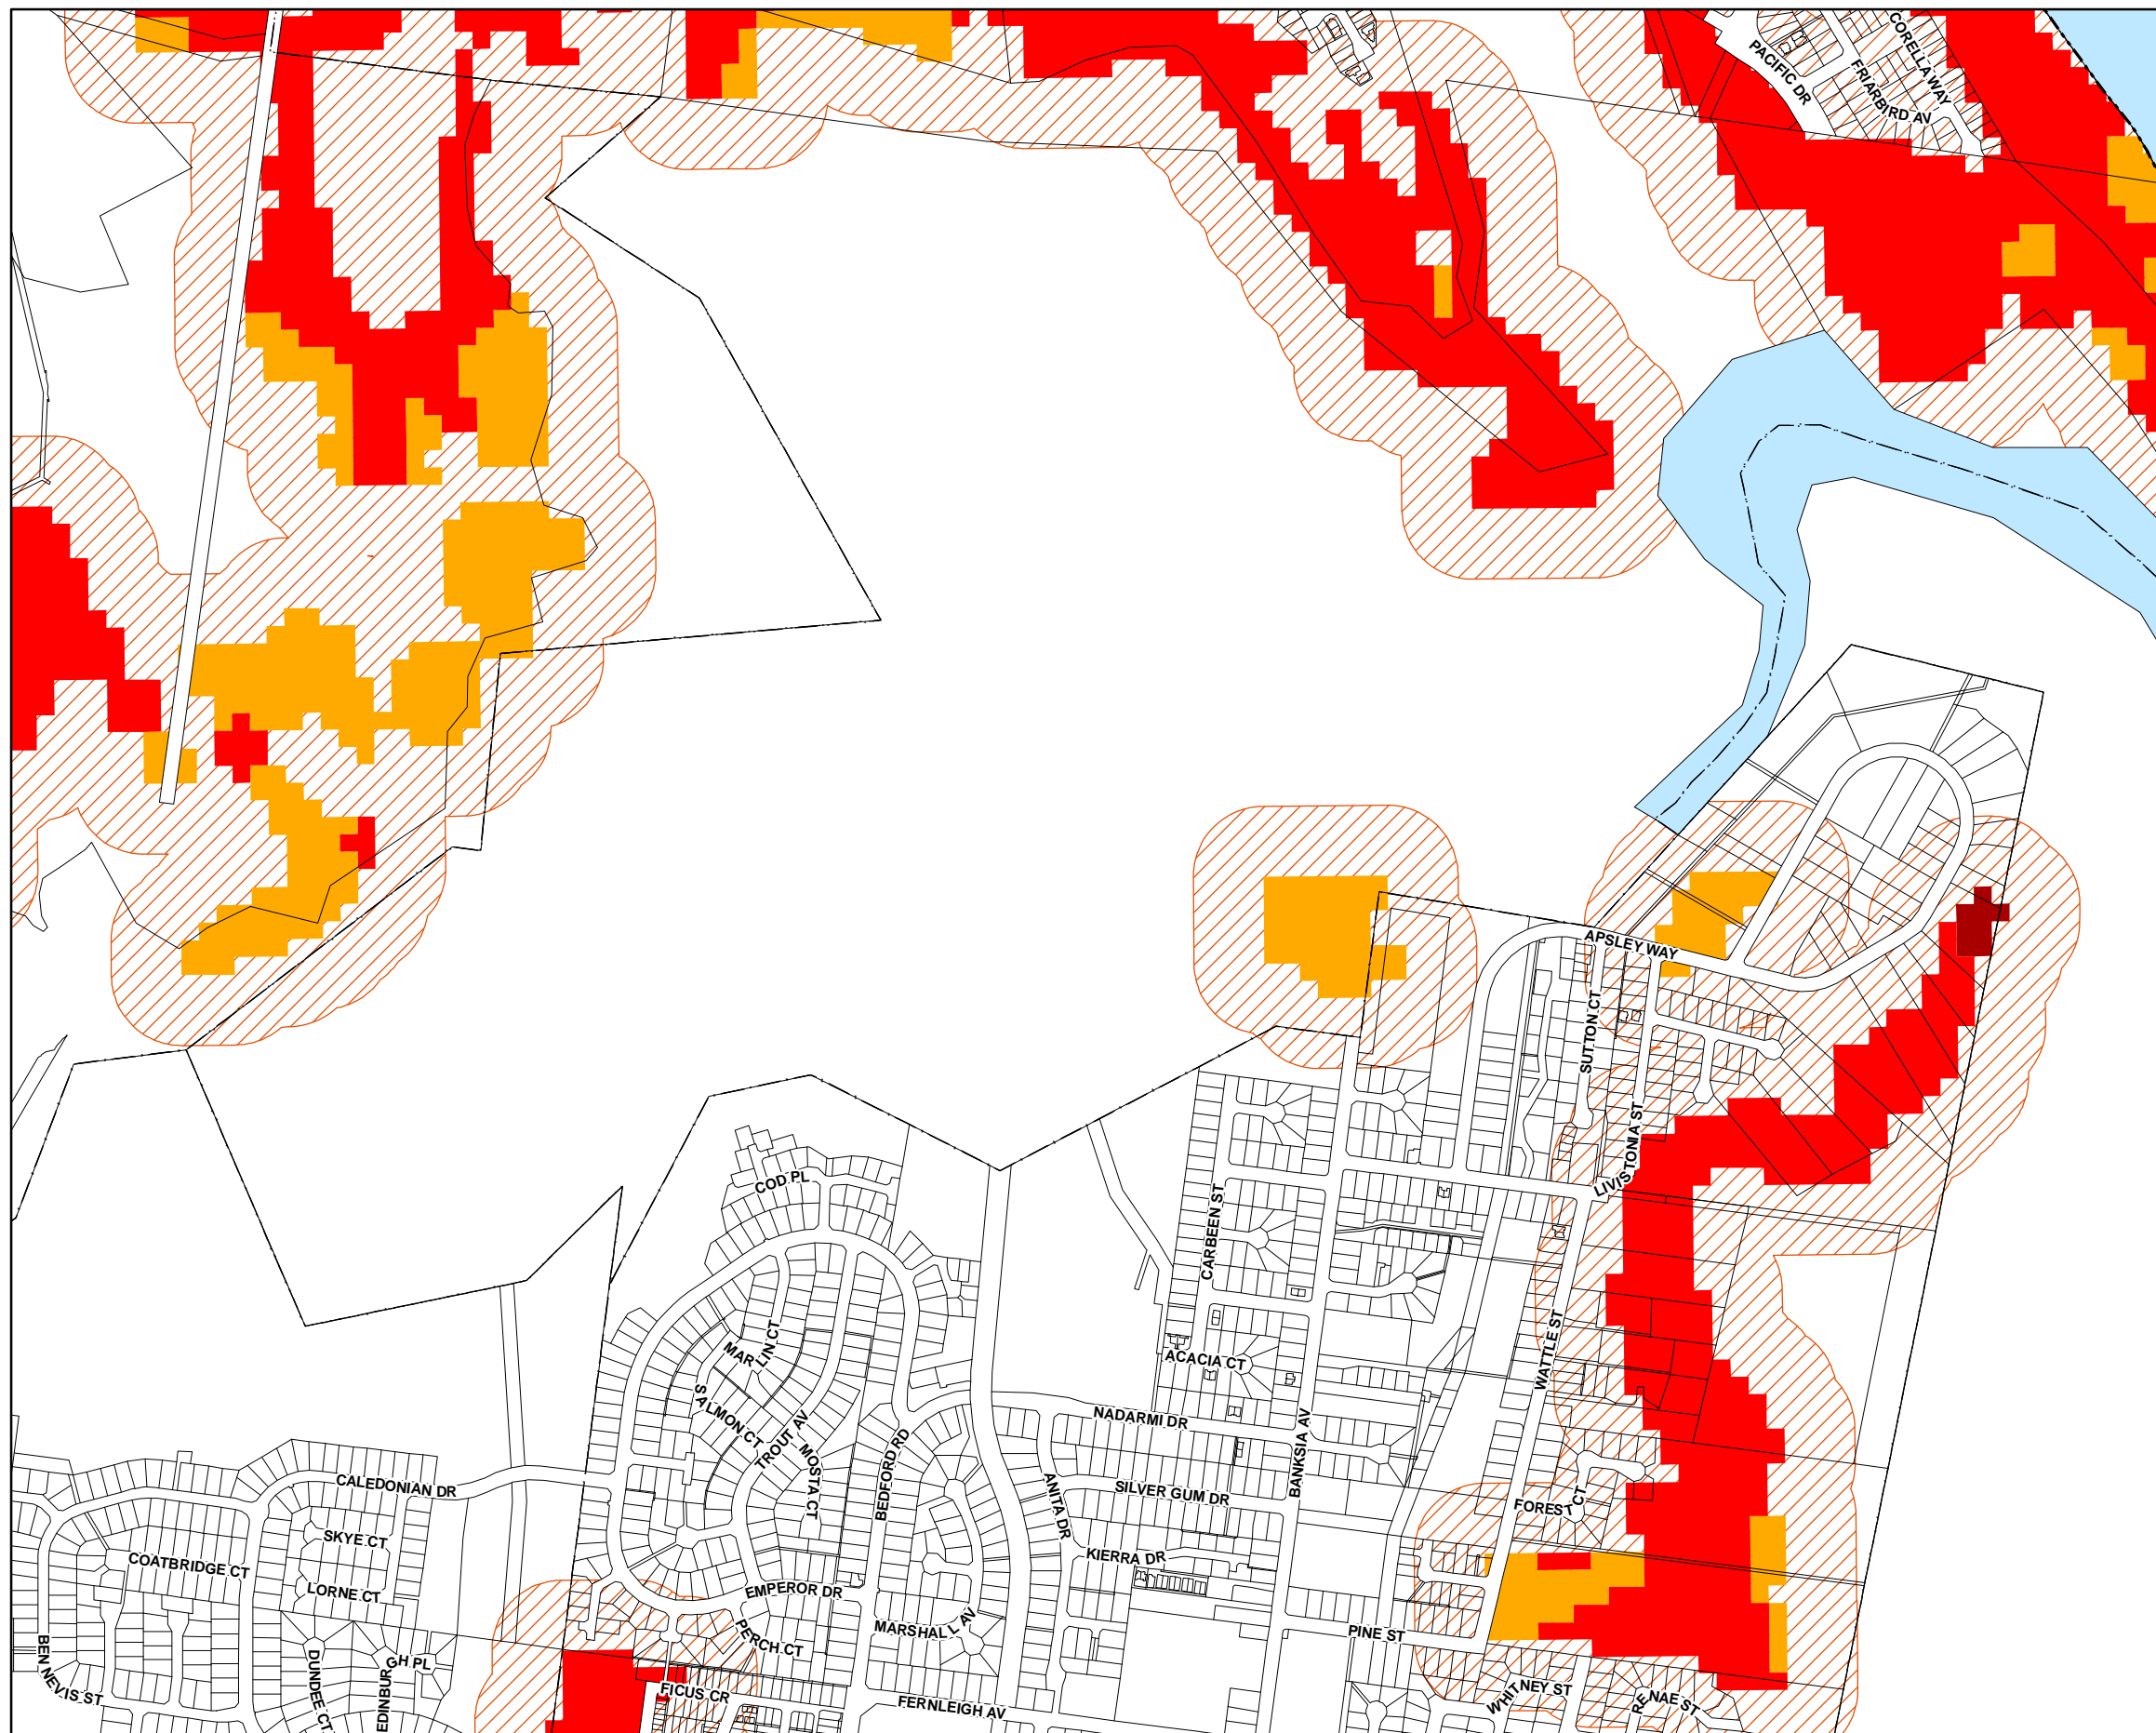 CORELLA WAY
PACIFIC DR
FRIARBIRD AV
APSLEY WAY
SUTTON CT
LIVISTONIA ST
COD PL
CARBEEN ST
WATTLE ST
MARLIN CT
ACACIA CT
SALMON CT
TROUT AV
NADARMI DR
BANKSIA AV
MOSTA CT
BEDFORD RD
CALEDONIAN DR
ANITA DR
SILVER GUM DR
FOREST CT
SKYE CT
COATBRIDGE CT
KIERRA DR
LORNE CT
EMPEROR DR
MARSHALL AV
PERCH CT
PINE ST
BEN NEVIS ST
DUNDEE CT
EDINBURGH PL
FICUS CR
FERNLEIGH AV
WHITNEY ST
RENAE ST